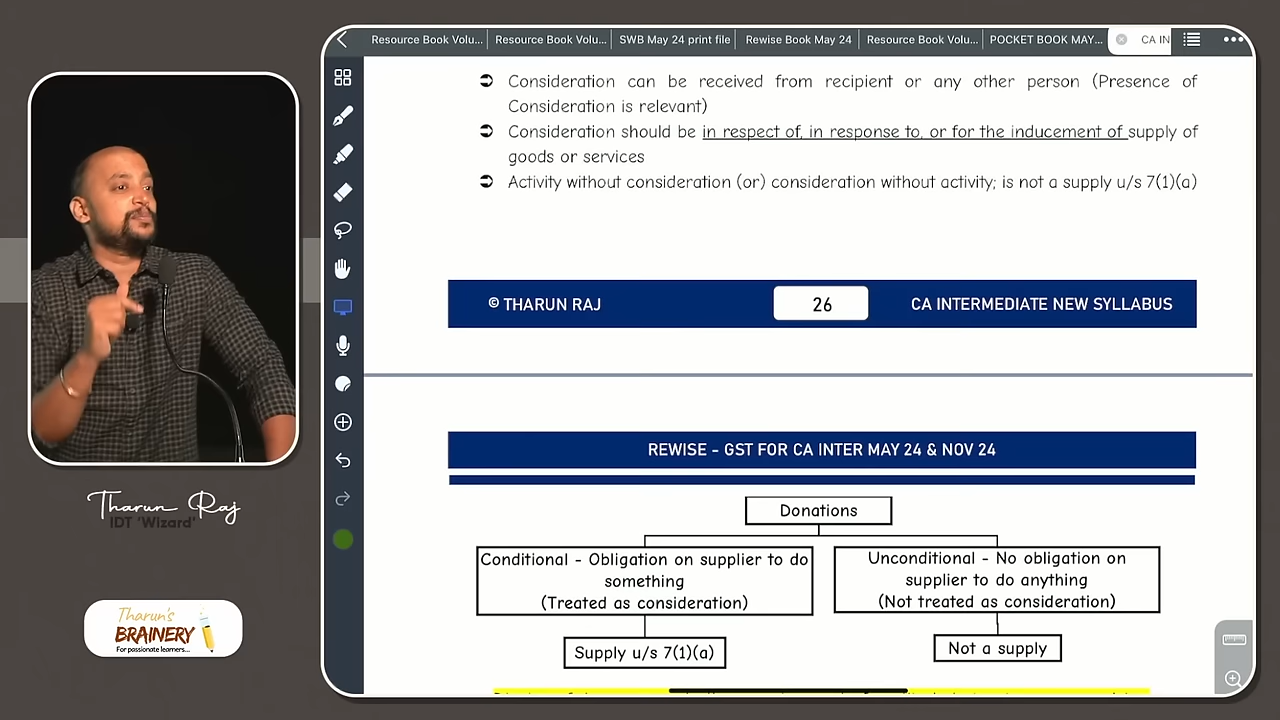 Resource Book Volu...
Resource Book Volu...
SWB May 24 print file
Rewise Book May 24
Resource Book Volu...
POCKET BOOK MAY...
CA IN
➲ Consideration can be received from recipient or any other person (Presence of
Consideration is relevant)
➲ Consideration should be in respect of, in response to, or for the inducement of supply of
goods or services
➲ Activity without consideration (or) consideration without activity; is not a supply u/s 7(1)(a)
© THARUN RAJ
26
CA INTERMEDIATE NEW SYLLABUS
REWISE - GST FOR CA INTER MAY 24 & NOV 24
Donations
Conditional - Obligation on supplier to do
something
(Treated as consideration)
Unconditional - No obligation on
supplier to do anything
(Not treated as consideration)
Supply u/s 7(1)(a)
Not a supply
Tharun Raj
IDT 'Wizard'
Tharun's
BRAINERY
For passionate learners...